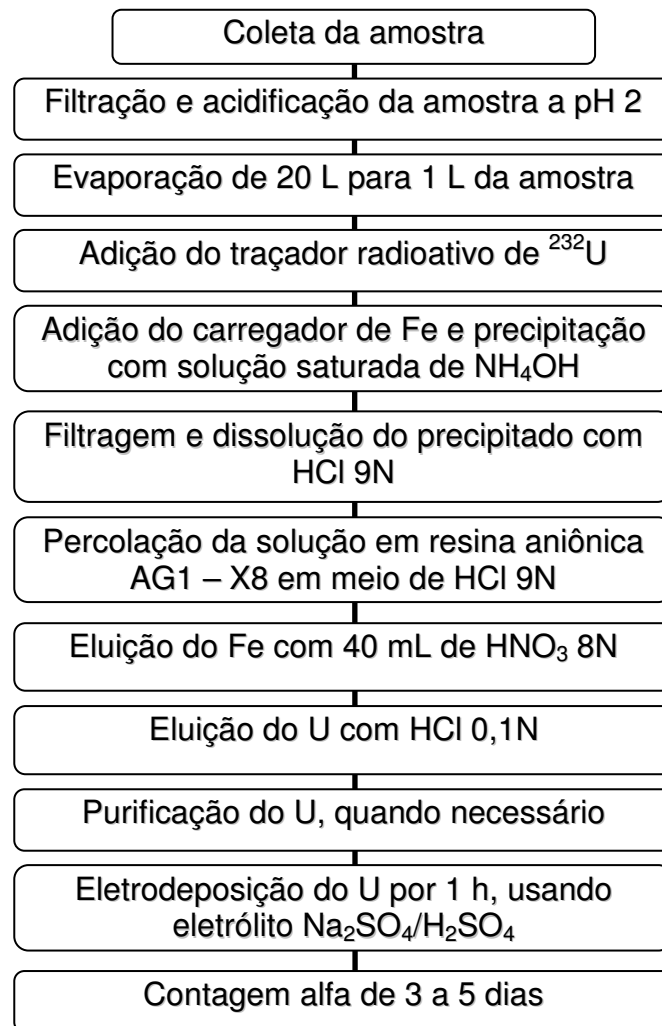 Coleta da amostra
Filtração e acidificação da amostra a pH 2
Evaporação de 20 L para 1 L da amostra
Adição do traçador radioativo de ²³²U
Adição do carregador de Fe e precipitação
com solução saturada de NH₄OH
Filtragem e dissolução do precipitado com
HCl 9N
Percolação da solução em resina aniônica
AG1 – X8 em meio de HCl 9N
Eluição do Fe com 40 mL de HNO₃ 8N
Eluição do U com HCl 0,1N
Purificação do U, quando necessário
Eletrodeposição do U por 1 h, usando
eletrólito Na₂SO₄/H₂SO₄
Contagem alfa de 3 a 5 dias